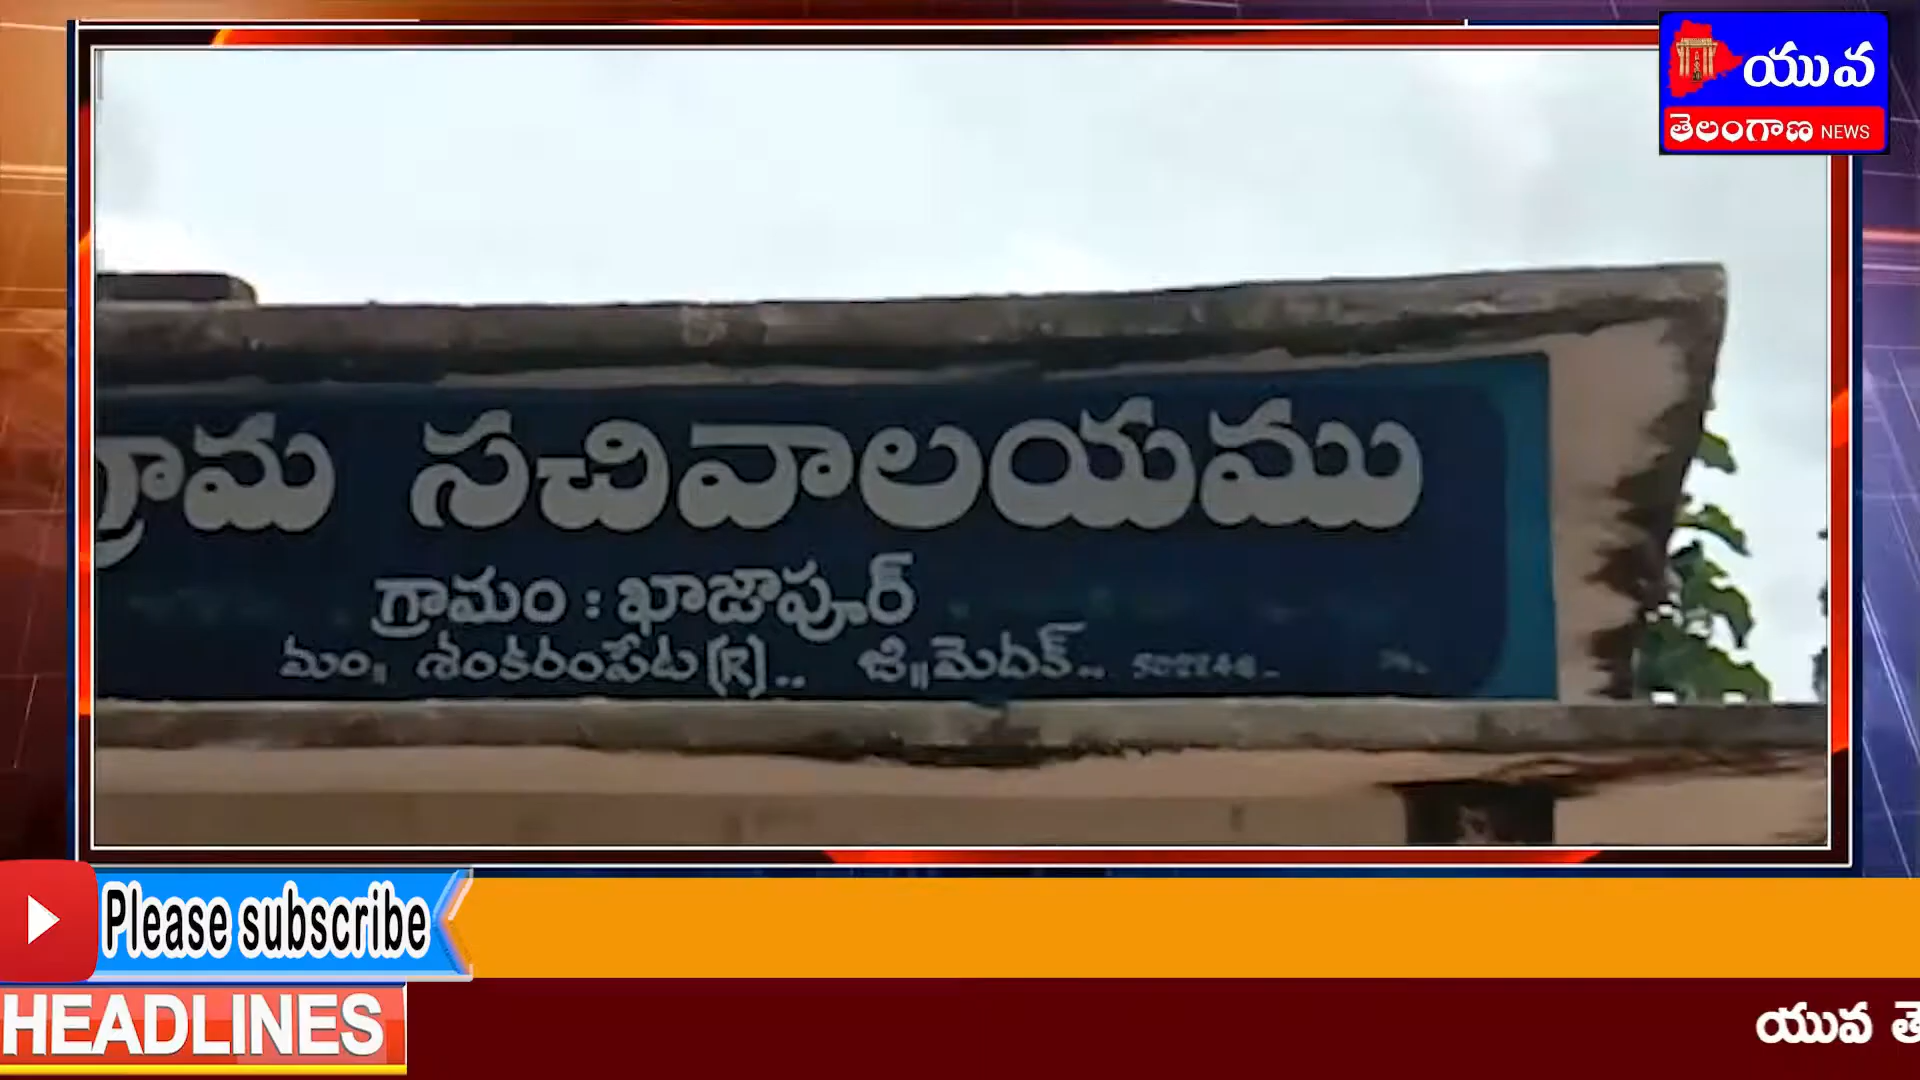 యువ
తెలంగాణ NEWS
గ్రామ సచివాలయము
గ్రామం : ఖాజాపూర్
మం॥ శంకరంపేట (R).. జి॥మెదక్..
Please subscribe
HEADLINES
యువ తె